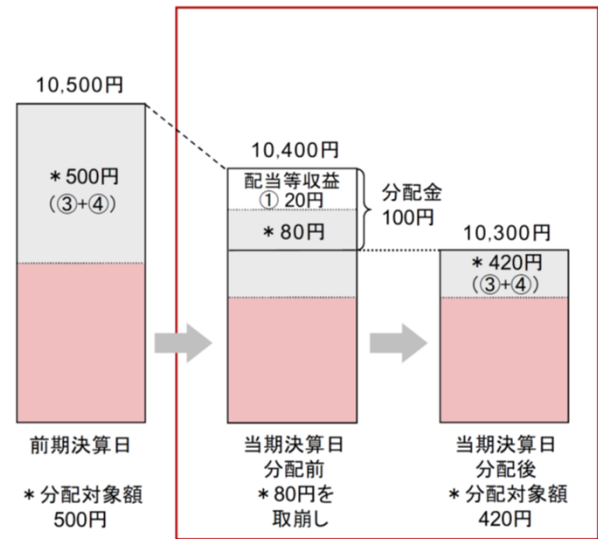 10,500円
＊500円
（③+④）
前期決算日
＊分配対象額
500円
10,400円
配当等収益
① 20円
＊80円
分配金
100円
当期決算日
分配前
＊80円を
取崩し
10,300円
＊420円
（③+④）
当期決算日
分配後
＊分配対象額
420円